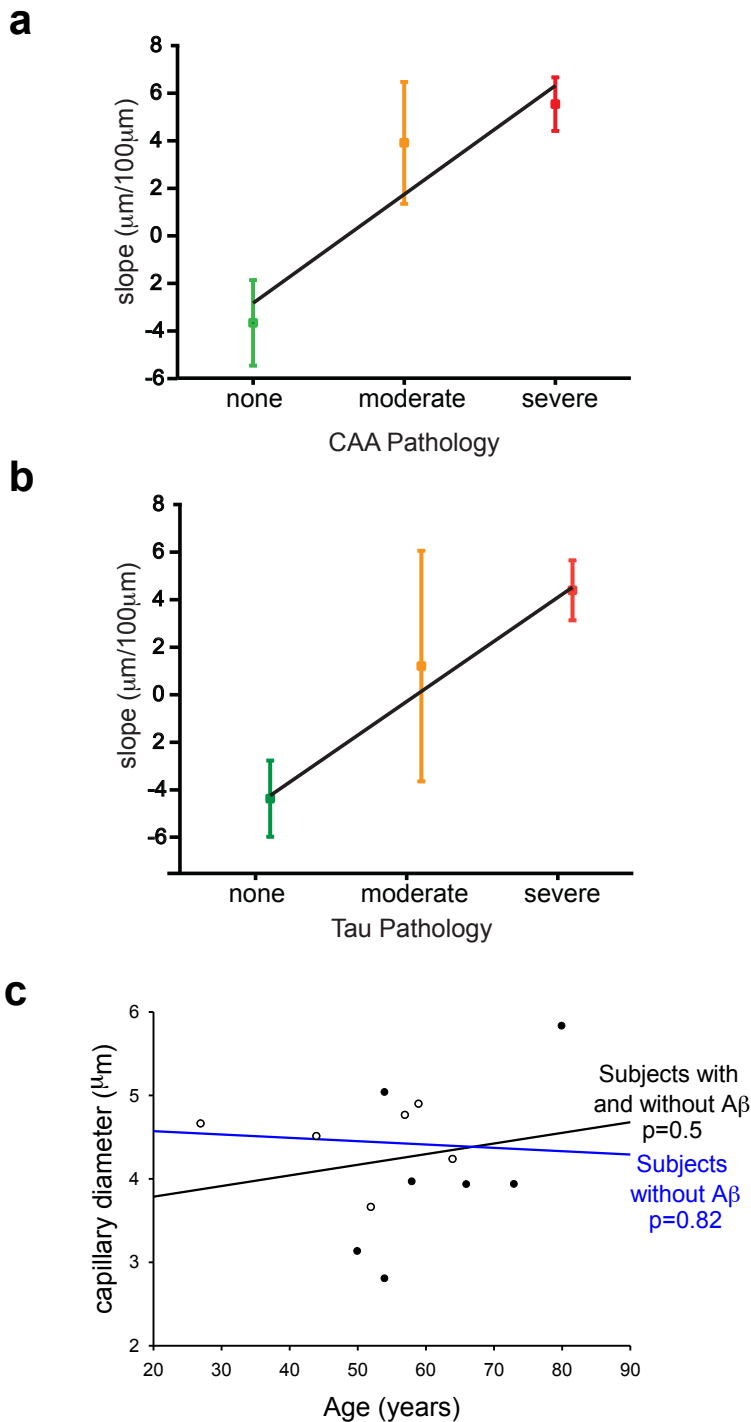 a
8
6
4
2
0
2
-4
-6
slope (μm/100μm)
none moderate severe
CAA Pathology
b
8
6
4
2
0
2
-4
-6
slope (μm/100μm)
none moderate severe
Tau Pathology
c
6
5
4
3
2
capillary diameter (μm)
Subjects with
and without Aβ
p=0.5
Subjects
without Aβ
p=0.82
20 30 40 50 60 70 80 90
Age (years)